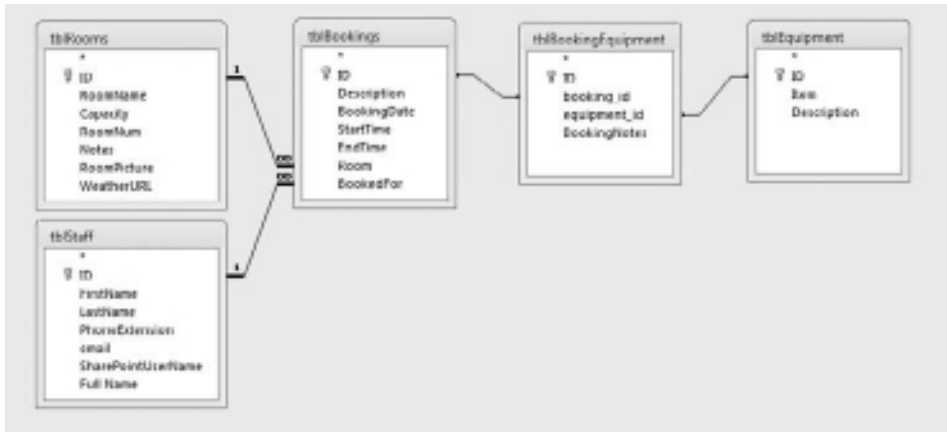 tblRooms
*
ID
RoomName
Capacity
RoomNum
Notes
RoomPicture
WeatherURL
tblStaff
*
ID
FirstName
LastName
PhoneExtension
email
SharePointUserName
Full Name
tblBookings
*
ID
Description
BookingDate
StartTime
EndTime
Room
BookedFor
tblBookingEquipment
*
ID
booking_id
equipment_id
BookingNotes
tblEquipment
*
ID
Item
Description
1
∞
∞
1